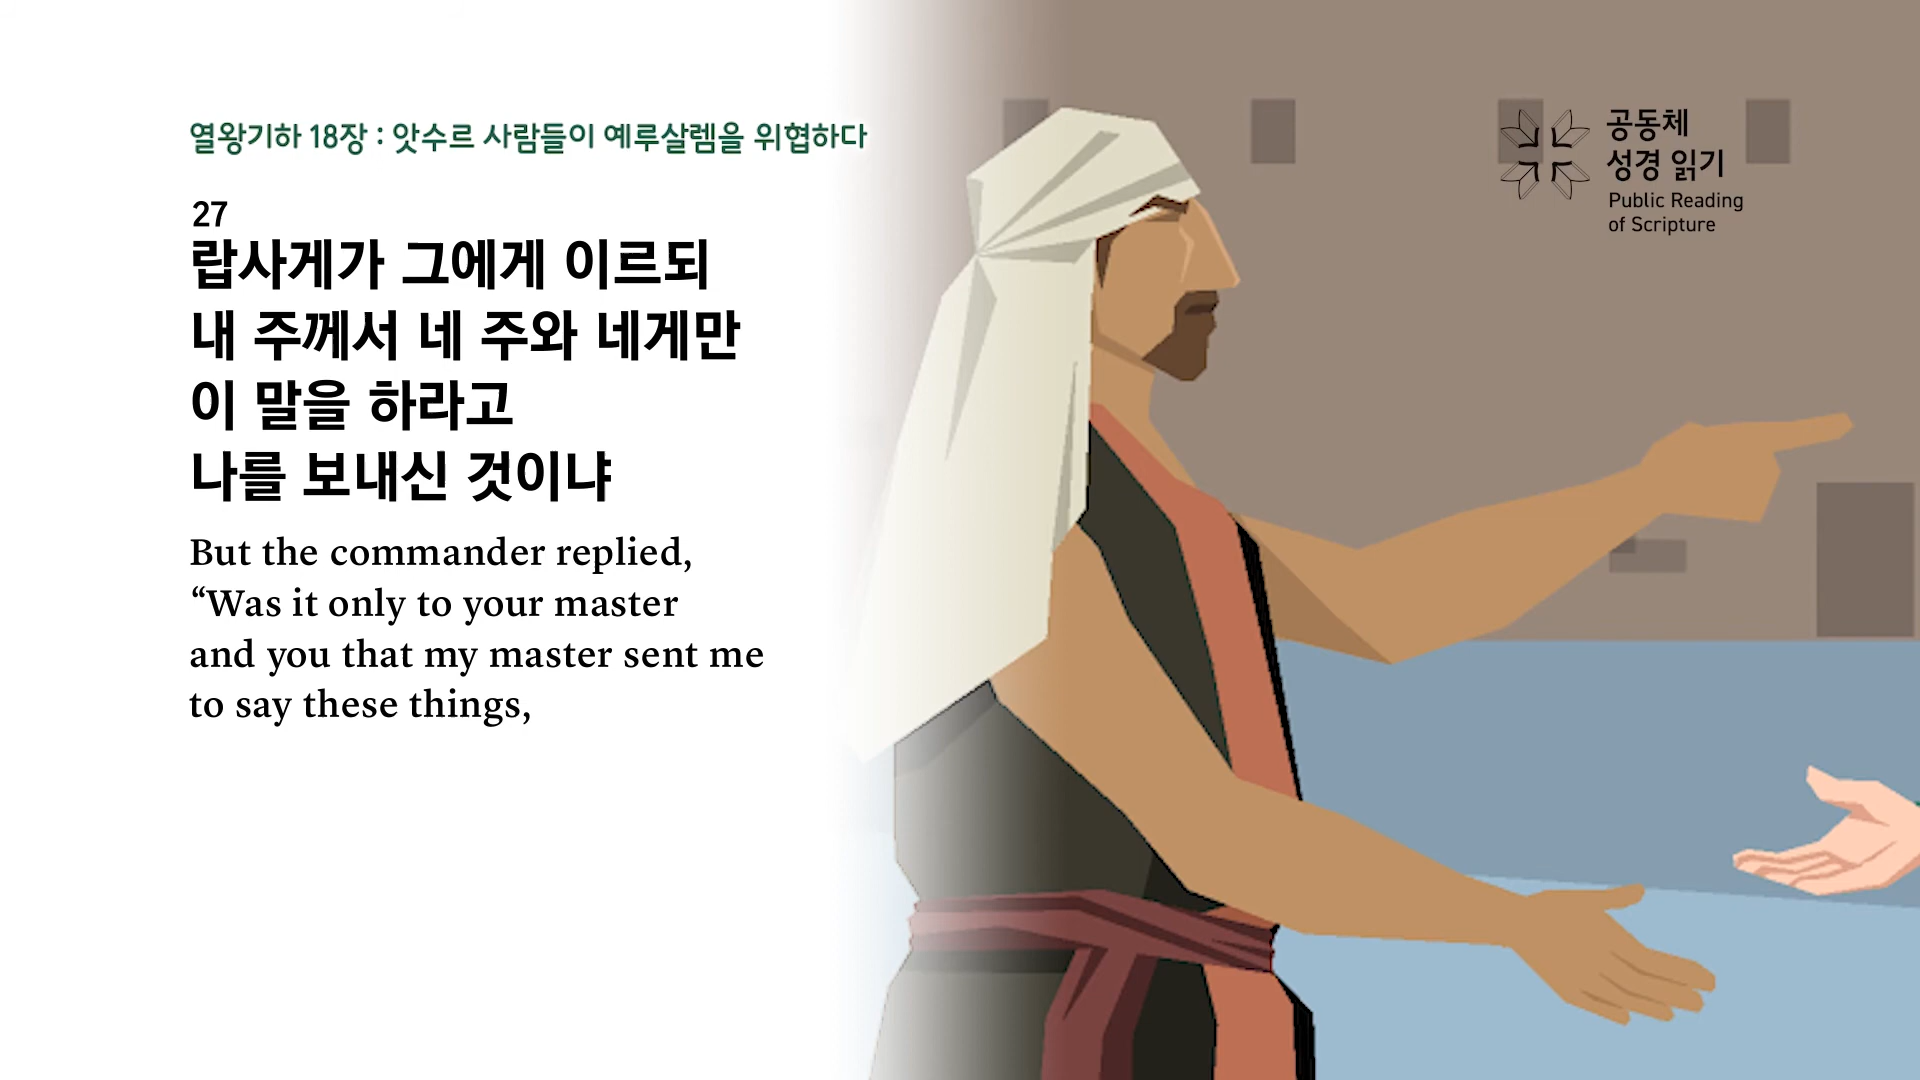 열왕기하 18장 : 앗수르 사람들이 예루살렘을 위협하다
27
랍사게가 그에게 이르되
내 주께서 네 주와 네게만
이 말을 하라고
나를 보내신 것이냐
But the commander replied,
“Was it only to your master
and you that my master sent me
to say these things,
공동체
성경 읽기
Public Reading
of Scripture